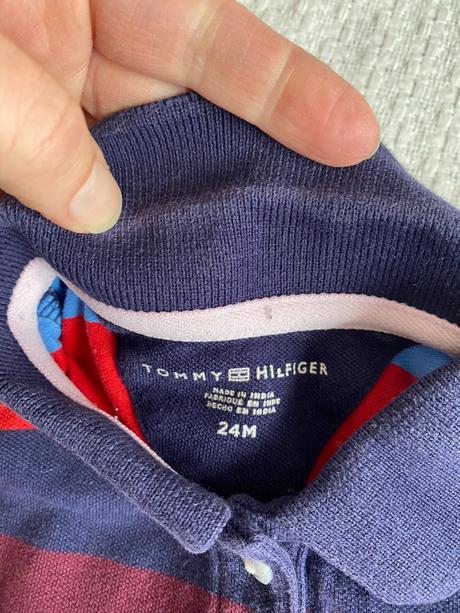 TOMMY HILFIGER
MADE IN INDIA
FABRIQUÉ EN INDE
HECHO EN INDIA
24M